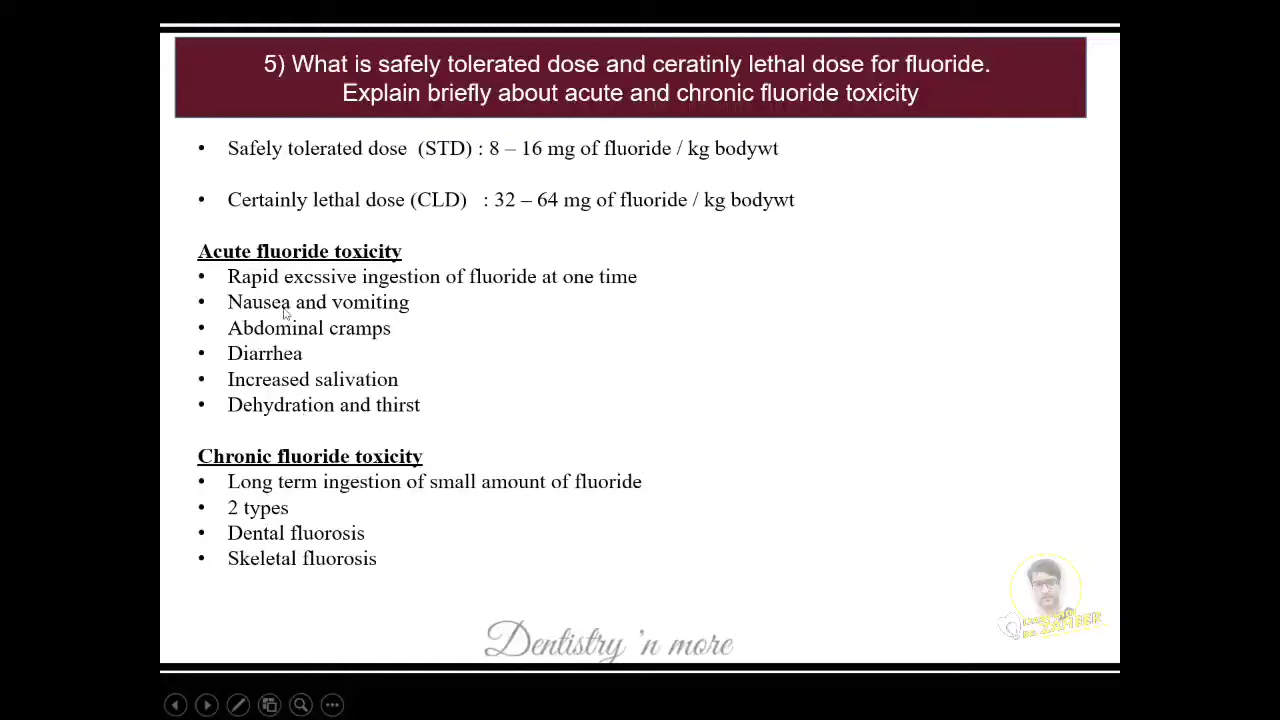 5) What is safely tolerated dose and ceratinly lethal dose for fluoride.
Explain briefly about acute and chronic fluoride toxicity
• Safely tolerated dose (STD) : 8 – 16 mg of fluoride / kg bodywt
• Certainly lethal dose (CLD) : 32 – 64 mg of fluoride / kg bodywt
Acute fluoride toxicity
• Rapid excssive ingestion of fluoride at one time
• Nausea and vomiting
• Abdominal cramps
• Diarrhea
• Increased salivation
• Dehydration and thirst
Chronic fluoride toxicity
• Long term ingestion of small amount of fluoride
• 2 types
• Dental fluorosis
• Skeletal fluorosis
Dentistry 'n more
DR. ZAMEER